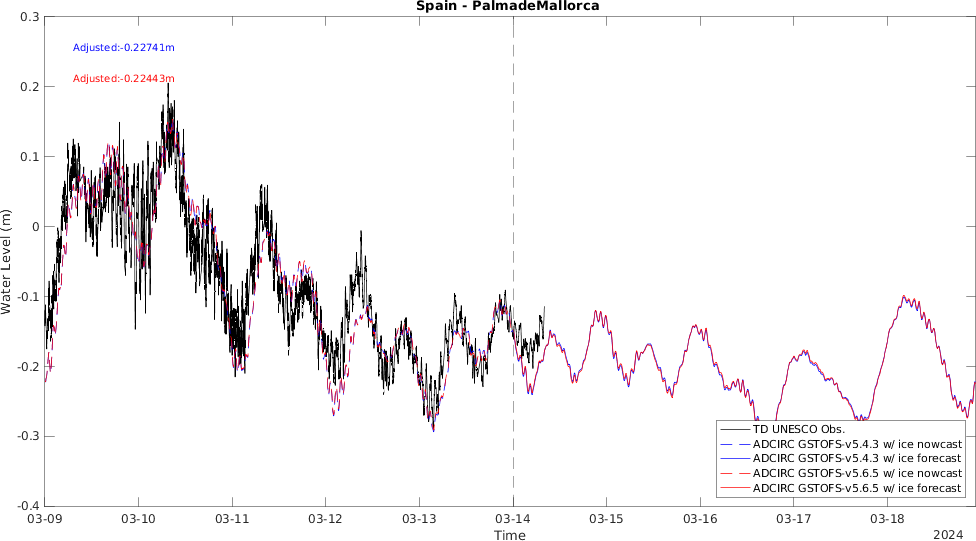 Spain - PalmadeMallorca
0.3
Adjusted:-0.22741m
Adjusted:-0.22443m
0.2
0.1
0
-0.1
-0.2
-0.3
-0.4
Water Level (m)
TD UNESCO Obs.
ADCIRC GSTOFS-v5.4.3 w/ ice nowcast
ADCIRC GSTOFS-v5.4.3 w/ ice forecast
ADCIRC GSTOFS-v5.6.5 w/ ice nowcast
ADCIRC GSTOFS-v5.6.5 w/ ice forecast
03-09 03-10 03-11 03-12 03-13 03-14 03-15 03-16 03-17 03-18
Time
2024